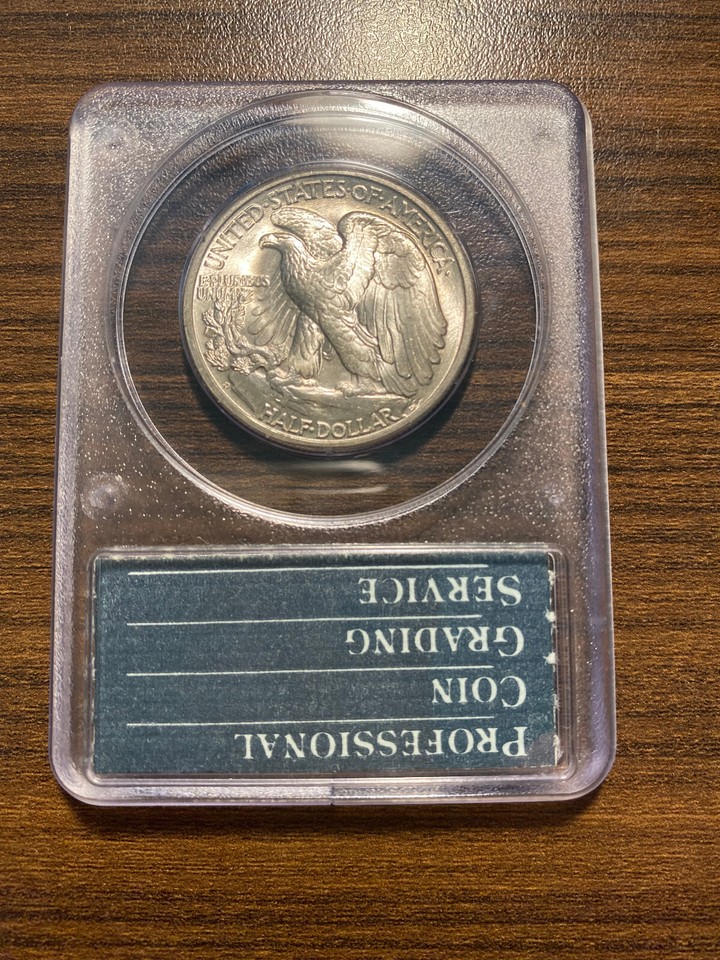 UNITED·STATES·OF·AMERICA
E PLURIBUS
UNUM
HALF·DOLLAR
PROFESSIONAL
COIN
GRADING
SERVICE